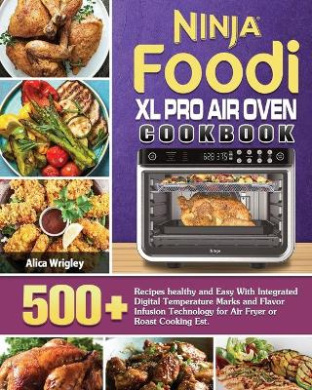 NINJA
Foodi
XL PRO AIR OVEN
COOKBOOK
Alica Wrigley
500+
Recipes healthy and Easy With Integrated
Digital Temperature Marks and Flavor
Infusion Technology for Air Fryer or
Roast Cooking Est.
Ninja